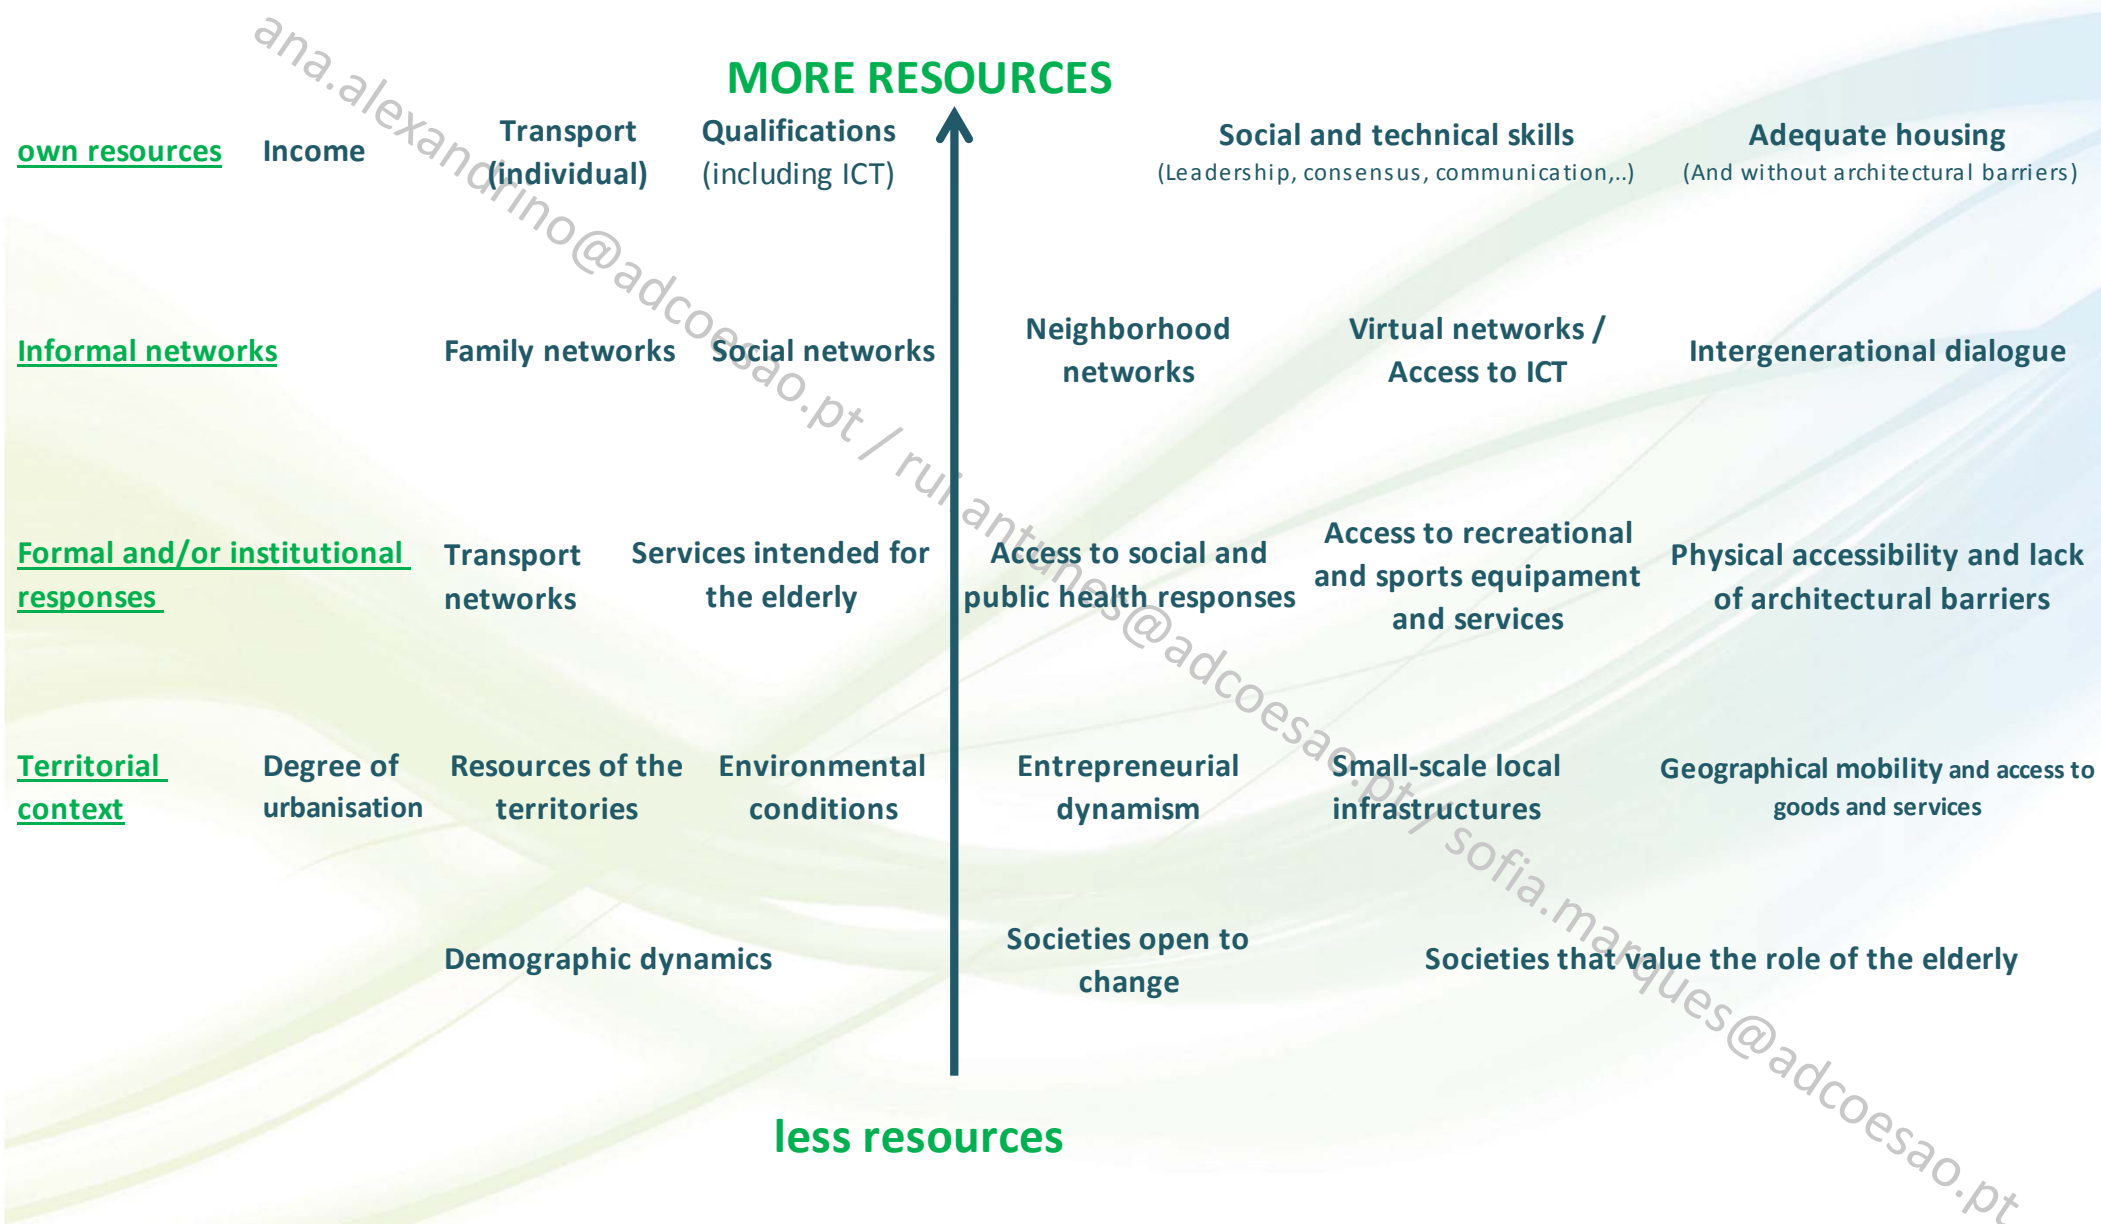 MORE RESOURCES
own resources
Income
Transport
(individual)
Qualifications
(including ICT)
Social and technical skills
(Leadership, consensus, communication,..)
Adequate housing
(And without architectural barriers)
Informal networks
Family networks
Social networks
Neighborhood
networks
Virtual networks /
Access to ICT
Intergenerational dialogue
Formal and/or institutional
responses
Transport
networks
Services intended for
the elderly
Access to social and
public health responses
Access to recreational
and sports equipament
and services
Physical accessibility and lack
of architectural barriers
Territorial
context
Degree of
urbanisation
Resources of the
territories
Environmental
conditions
Entrepreneurial
dynamism
Small-scale local
infrastructures
Geographical mobility and access to
goods and services
Demographic dynamics
Societies open to
change
Societies that value the role of the elderly
less resources
ana.alexandrino@adcoesao.pt / rui.antunes@adcoesao.pt / sofia.marques@adcoesao.pt